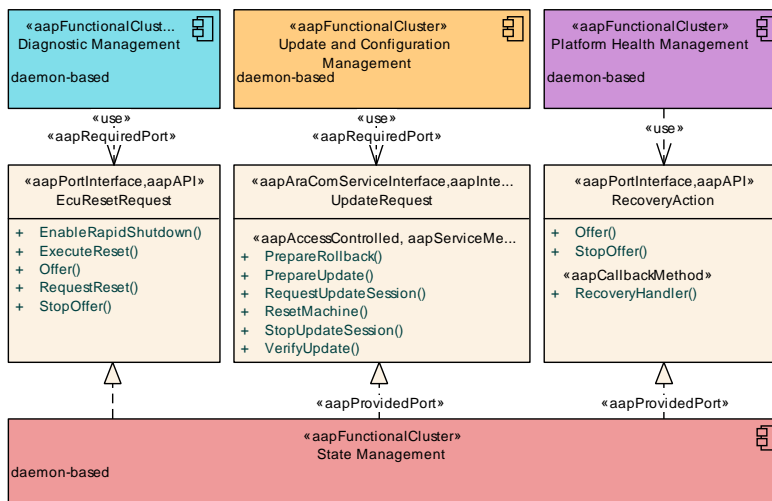 «aapFunctionalClust...
Diagnostic Management
daemon-based
«aapFunctionalCluster»
Update and Configuration
Management
daemon-based
«aapFunctionalCluster»
Platform Health Management
daemon-based
«use»
«aapRequiredPort»
«use»
«aapRequiredPort»
«use»
«aapPortInterface,aapAPI»
EcuResetRequest
+ EnableRapidShutdown()
+ ExecuteReset()
+ Offer()
+ RequestReset()
+ StopOffer()
«aapAraComServiceInterface,aapInte...
UpdateRequest
«aapAccessControlled, aapServiceMe...
+ PrepareRollback()
+ PrepareUpdate()
+ RequestUpdateSession()
+ ResetMachine()
+ StopUpdateSession()
+ VerifyUpdate()
«aapPortInterface,aapAPI»
RecoveryAction
+ Offer()
+ StopOffer()
«aapCallbackMethod»
+ RecoveryHandler()
«aapProvidedPort»
«aapProvidedPort»
«aapFunctionalCluster»
State Management
daemon-based